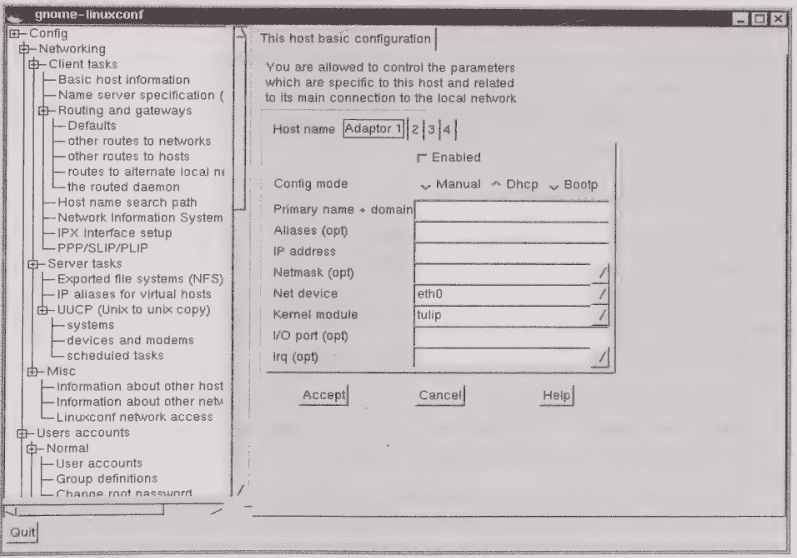 gnome-linuxconf
Config
Networking
Client tasks
Basic host information
Name server specification (
Routing and gateways
Defaults
other routes to networks
other routes to hosts
routes to alternate local ne
the routed daemon
Host name search path
Network Information System
IPX interface setup
PPP/SLIP/PLIP
Server tasks
Exported file systems (NFS)
IP aliases for virtual hosts
UUCP (Unix to unix copy)
systems
devices and modems
scheduled tasks
Misc
Information about other host
Information about other netw
Linuxconf network access
Users accounts
Normal
User accounts
Group definitions
Change root password
Quit
This host basic configuration
You are allowed to control the parameters
which are specific to this host and related
to its main connection to the local network
Host name Adaptor 1 2 3 4
Enabled
Config mode Manual Dhcp Bootp
Primary name + domain
Aliases (opt)
IP address
Netmask (opt)
Net device eth0
Kernel module tulip
I/O port (opt)
Irq (opt)
Accept Cancel Help